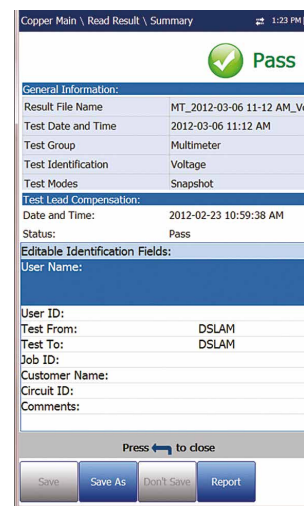 Copper Main \ Read Result \ Summary 1:23 PM
Pass
General Information:
Result File Name MT_2012-03-06 11-12 AM_Vo
Test Date and Time 2012-03-06 11:12 AM
Test Group Multimeter
Test Identification Voltage
Test Modes Snapshot
Test Lead Compensation:
Date and Time: 2012-02-23 10:59:38 AM
Status: Pass
Editable Identification Fields:
User Name:
User ID:
Test From: DSLAM
Test To: DSLAM
Job ID:
Customer Name:
Circuit ID:
Comments:
Press to close
Save Save As Don't Save Report